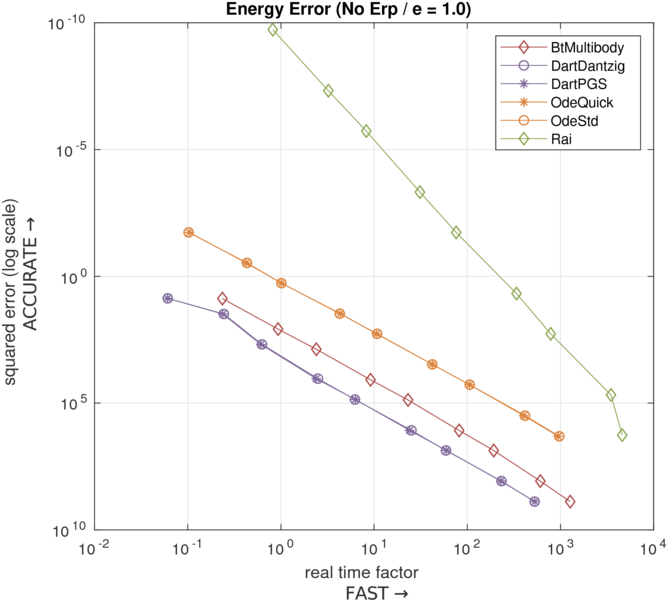 Energy Error (No Erp / e = 1.0)
10^-10
10^-5
10^0
10^5
10^10
squared error (log scale)
ACCURATE →
BtMultibody
DartDantzig
DartPGS
OdeQuick
OdeStd
Rai
10^-2
10^-1
10^0
10^1
10^2
10^3
10^4
real time factor
FAST →